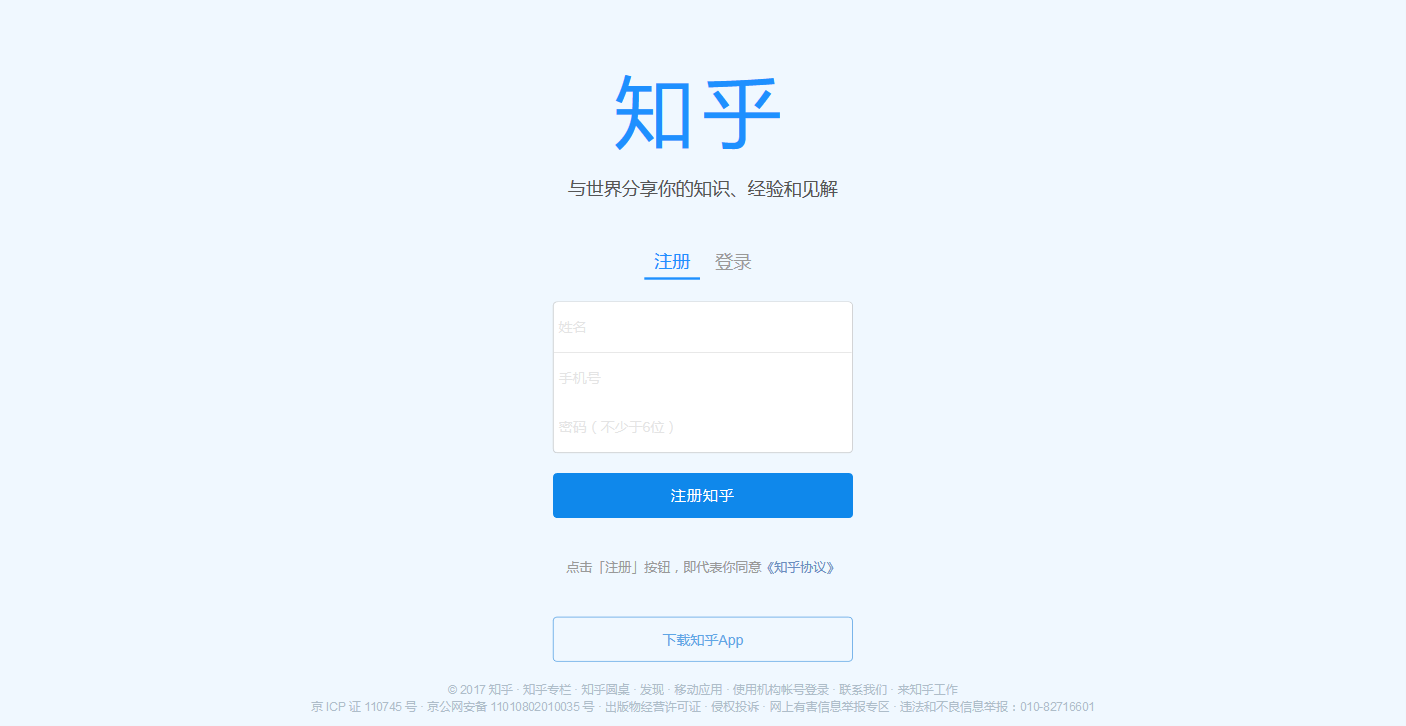 知乎
与世界分享你的知识、经验和见解
注册 登录
姓名
手机号
密码（不少于6位）
注册知乎
点击「注册」按钮，即代表你同意《知乎协议》
下载知乎App
© 2017 知乎 · 知乎专栏 · 知乎圆桌 · 发现 · 移动应用 · 使用机构帐号登录 · 联系我们 · 来知乎工作
京 ICP 证 110745 号 · 京公网安备 11010802010035 号 · 出版物经营许可证 · 侵权投诉 · 网上有害信息举报专区 · 违法和不良信息举报：010-82716601